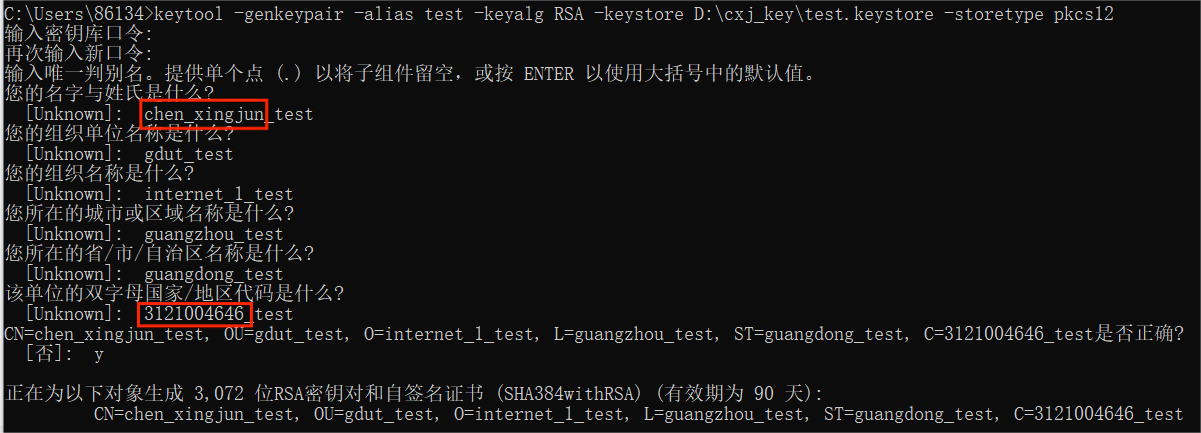 C:\Users\86134>keytool -genkeypair -alias test -keyalg RSA -keystore D:\cxj_key\test.keystore -storetype pkcs12
输入密钥库口令:
再次输入新口令:
输入唯一判别名。提供单个点 (.) 以将子组件留空，或按 ENTER 以使用大括号中的默认值。
您的名字与姓氏是什么?
  [Unknown]:  chen_xingjun_test
您的组织单位名称是什么?
  [Unknown]:  gdut_test
您的组织名称是什么?
  [Unknown]:  internet_1_test
您所在的城市或区域名称是什么?
  [Unknown]:  guangzhou_test
您所在的省/市/自治区名称是什么?
  [Unknown]:  guangdong_test
该单位的双字母国家/地区代码是什么?
  [Unknown]:  3121004646_test
CN=chen_xingjun_test, OU=gdut_test, O=internet_1_test, L=guangzhou_test, ST=guangdong_test, C=3121004646_test是否正确?
  [否]:  y
正在为以下对象生成 3,072 位RSA密钥对和自签名证书 (SHA384withRSA) (有效期为 90 天):
        CN=chen_xingjun_test, OU=gdut_test, O=internet_1_test, L=guangzhou_test, ST=guangdong_test, C=3121004646_test